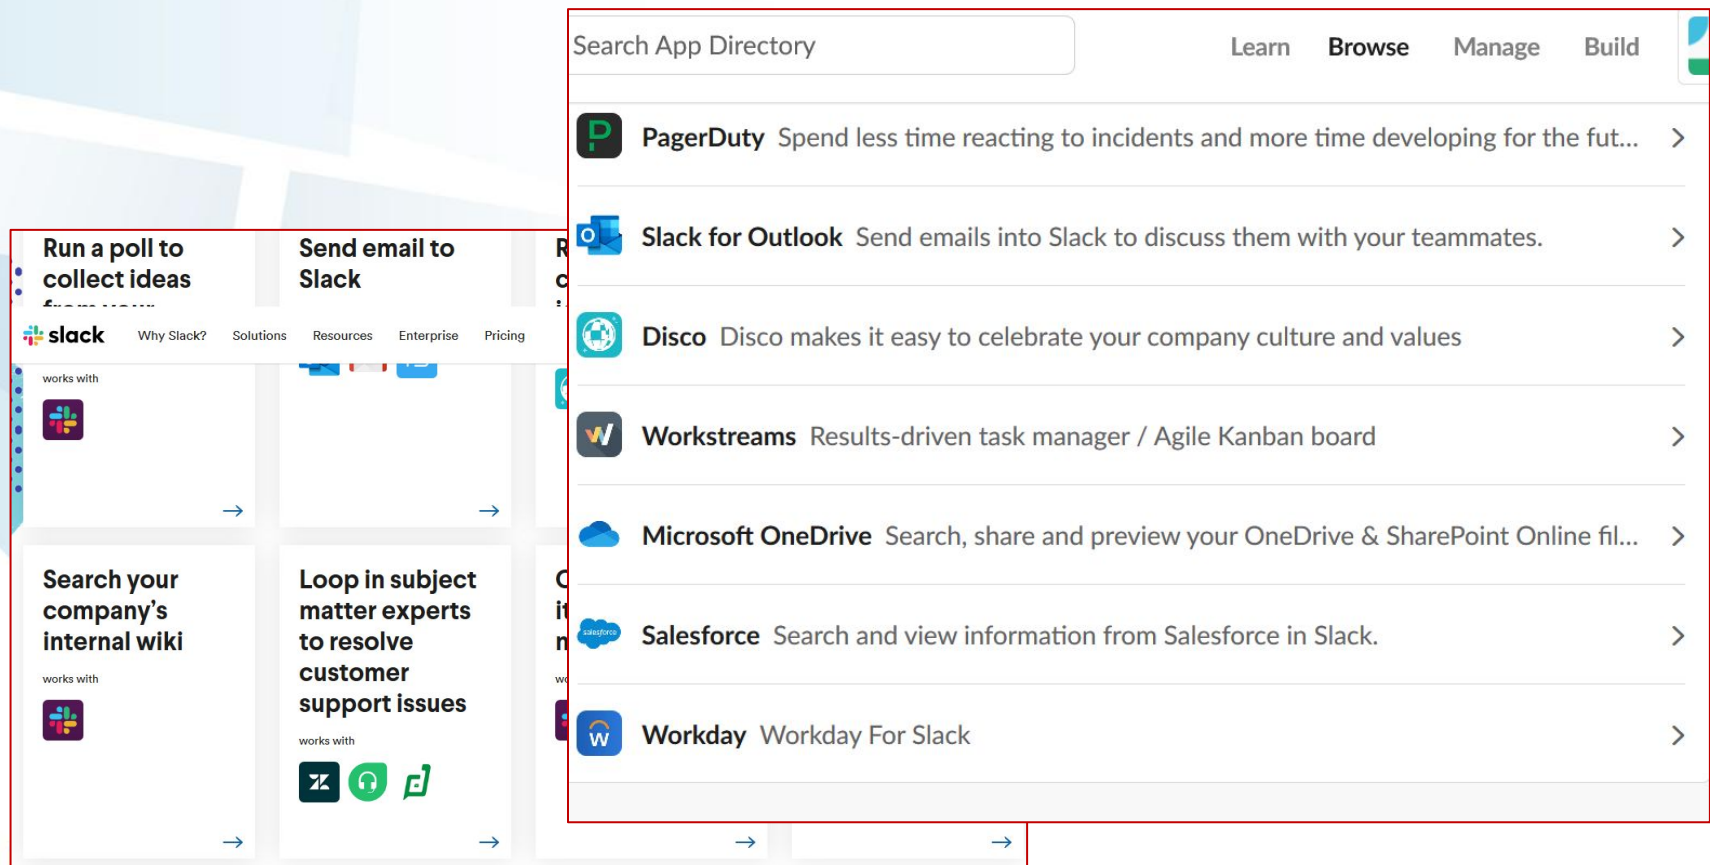 Search App Directory
Learn Browse Manage Build
PagerDuty Spend less time reacting to incidents and more time developing for the fut...
Slack for Outlook Send emails into Slack to discuss them with your teammates.
Disco Disco makes it easy to celebrate your company culture and values
Workstreams Results-driven task manager / Agile Kanban board
Microsoft OneDrive Search, share and preview your OneDrive & SharePoint Online fil...
salesforce
Salesforce Search and view information from Salesforce in Slack.
Workday Workday For Slack
Run a poll to
collect ideas
from your
Send email to
Slack
slack Why Slack? Solutions Resources Enterprise Pricing
works with
Search your
company's
internal wiki
works with
Loop in subject
matter experts
to resolve
customer
support issues
works with